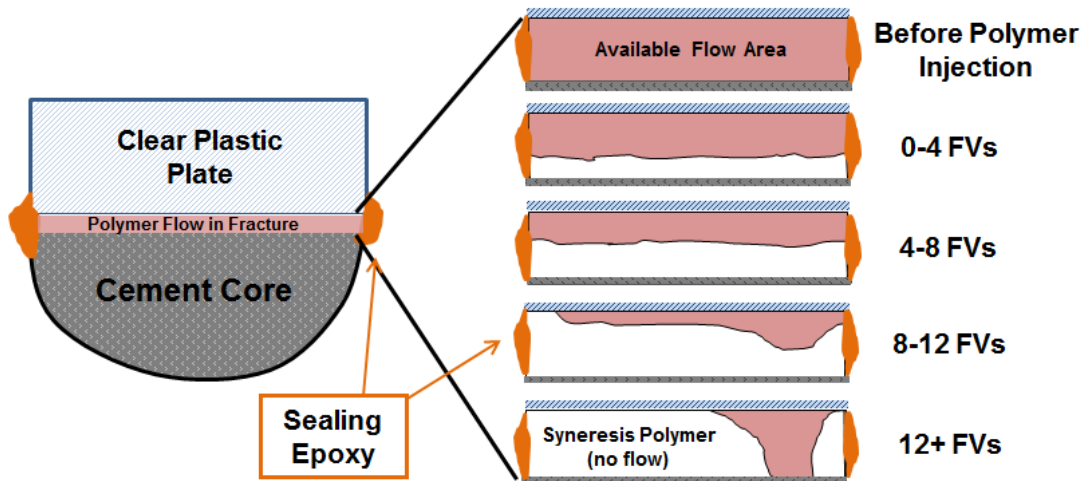 Clear Plastic
Plate
Polymer Flow in Fracture
Cement Core
Sealing
Epoxy
Available Flow Area
Before Polymer
Injection
0-4 FVs
4-8 FVs
8-12 FVs
Syneresis Polymer
(no flow)
12+ FVs